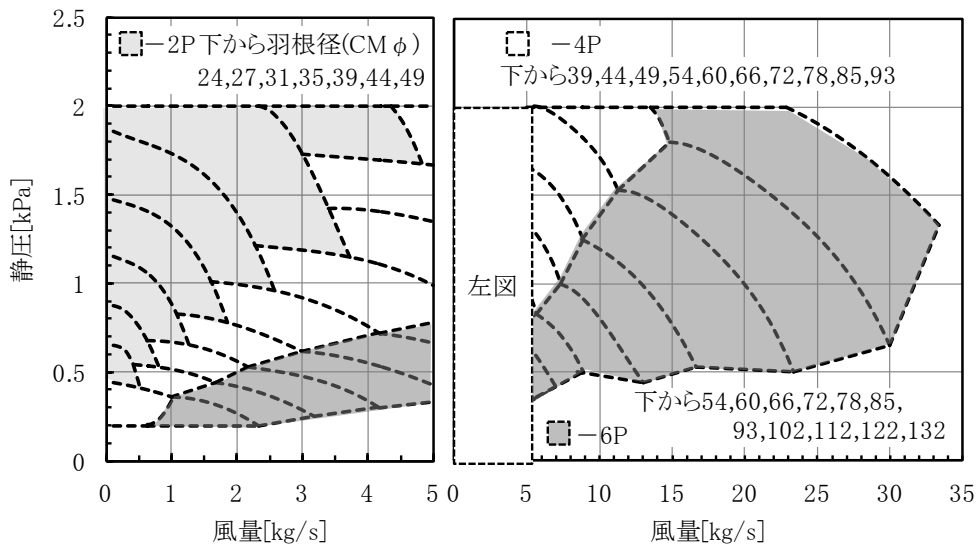 2.5
2
1.5
1
0.5
0
静圧[kPa]
－2P下から羽根径(CMφ)
24,27,31,35,39,44,49
0 1 2 3 4 5
風量[kg/s]
－4P
下から39,44,49,54,60,66,72,78,85,93
左図
下から54,60,66,72,78,85,
93,102,112,122,132
－6P
0 5 10 15 20 25 30 35
風量[kg/s]